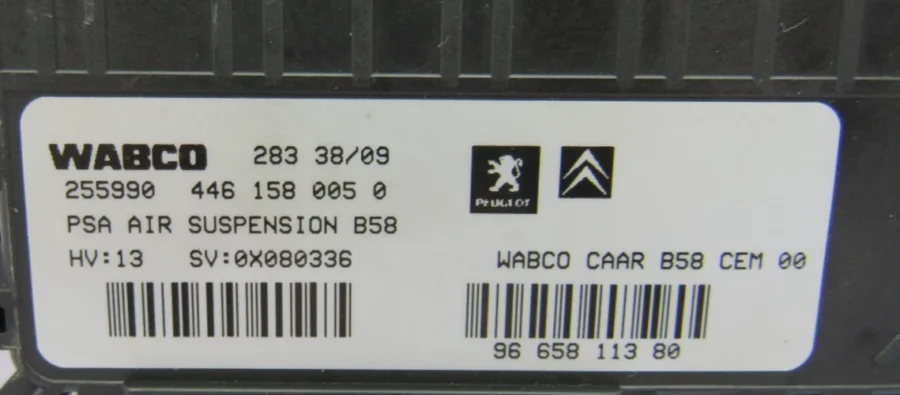 WABCO 283 38/09
255990 446 158 005 0
PSA AIR SUSPENSION B58
HV:13 SV:0X080336
PEUGEOT
WABCO CAAR B58 CEM 00
96 658 113 80